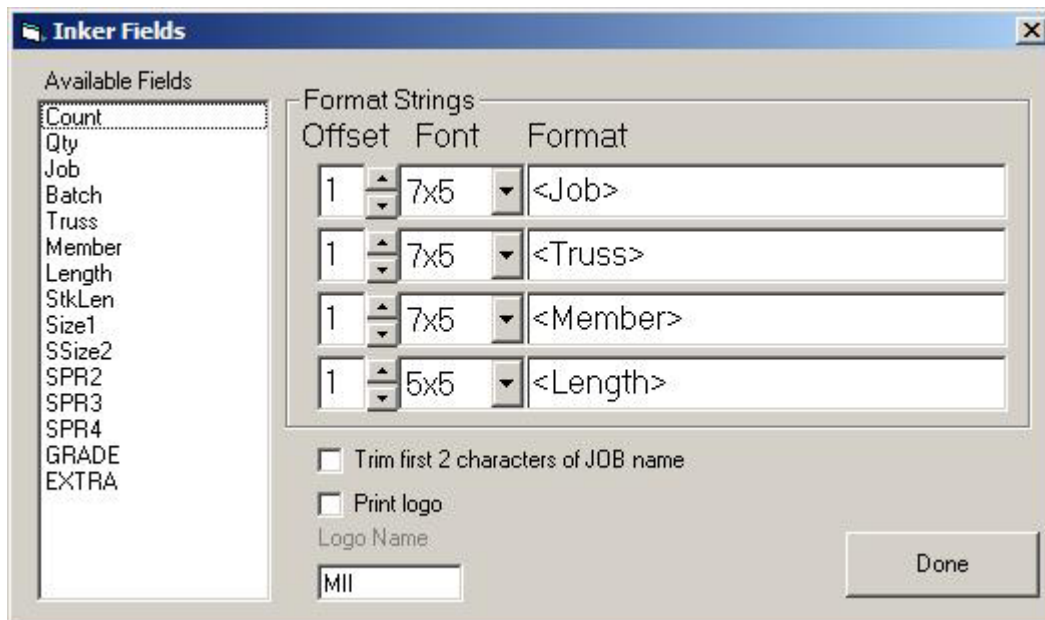 Inker Fields
Available Fields
Count
Qty
Job
Batch
Truss
Member
Length
StkLen
Size1
SSize2
SPR2
SPR3
SPR4
GRADE
EXTRA
Format Strings
Offset Font Format
1 7x5 <Job>
1 7x5 <Truss>
1 7x5 <Member>
1 5x5 <Length>
Trim first 2 characters of JOB name
Print logo
Logo Name
MII
Done